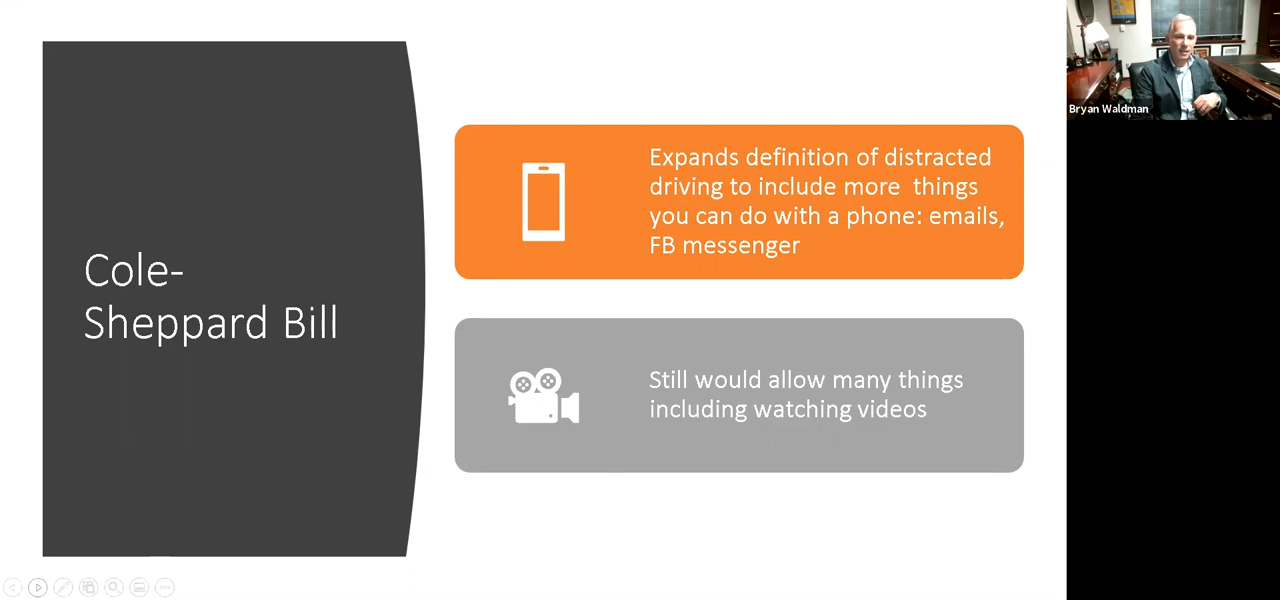 Cole-
Sheppard Bill
Expands definition of distracted
driving to include more  things
you can do with a phone: emails,
FB messenger
Still would allow many things
including watching videos
Bryan Waldman